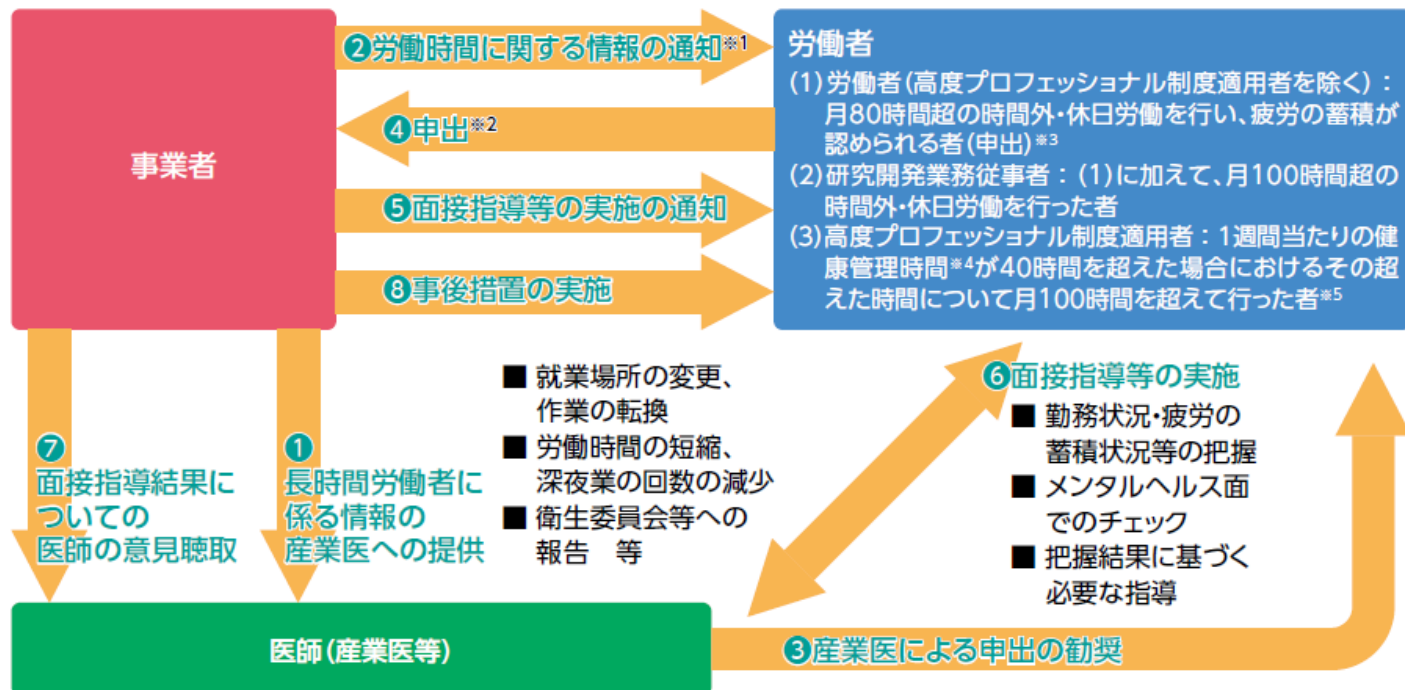 事業者
❷労働時間に関する情報の通知※1
❹申出※2
❺面接指導等の実施の通知
❽事後措置の実施
労働者
(1)労働者(高度プロフェッショナル制度適用者を除く)：
月80時間超の時間外・休日労働を行い、疲労の蓄積が
認められる者(申出)※3
(2)研究開発業務従事者：(1)に加えて、月100時間超の
時間外・休日労働を行った者
(3)高度プロフェッショナル制度適用者：1週間当たりの健
康管理時間※4が40時間を超えた場合におけるその超
えた時間について月100時間を超えて行った者※5
❼
面接指導結果に
ついての
医師の意見聴取
❶
長時間労働者に
係る情報の
産業医への提供
■ 就業場所の変更、
作業の転換
■ 労働時間の短縮、
深夜業の回数の減少
■ 衛生委員会等への
報告　等
❻面接指導等の実施
■ 勤務状況・疲労の
蓄積状況等の把握
■ メンタルヘルス面
でのチェック
■ 把握結果に基づく
必要な指導
医師(産業医等)
❸産業医による申出の勧奨